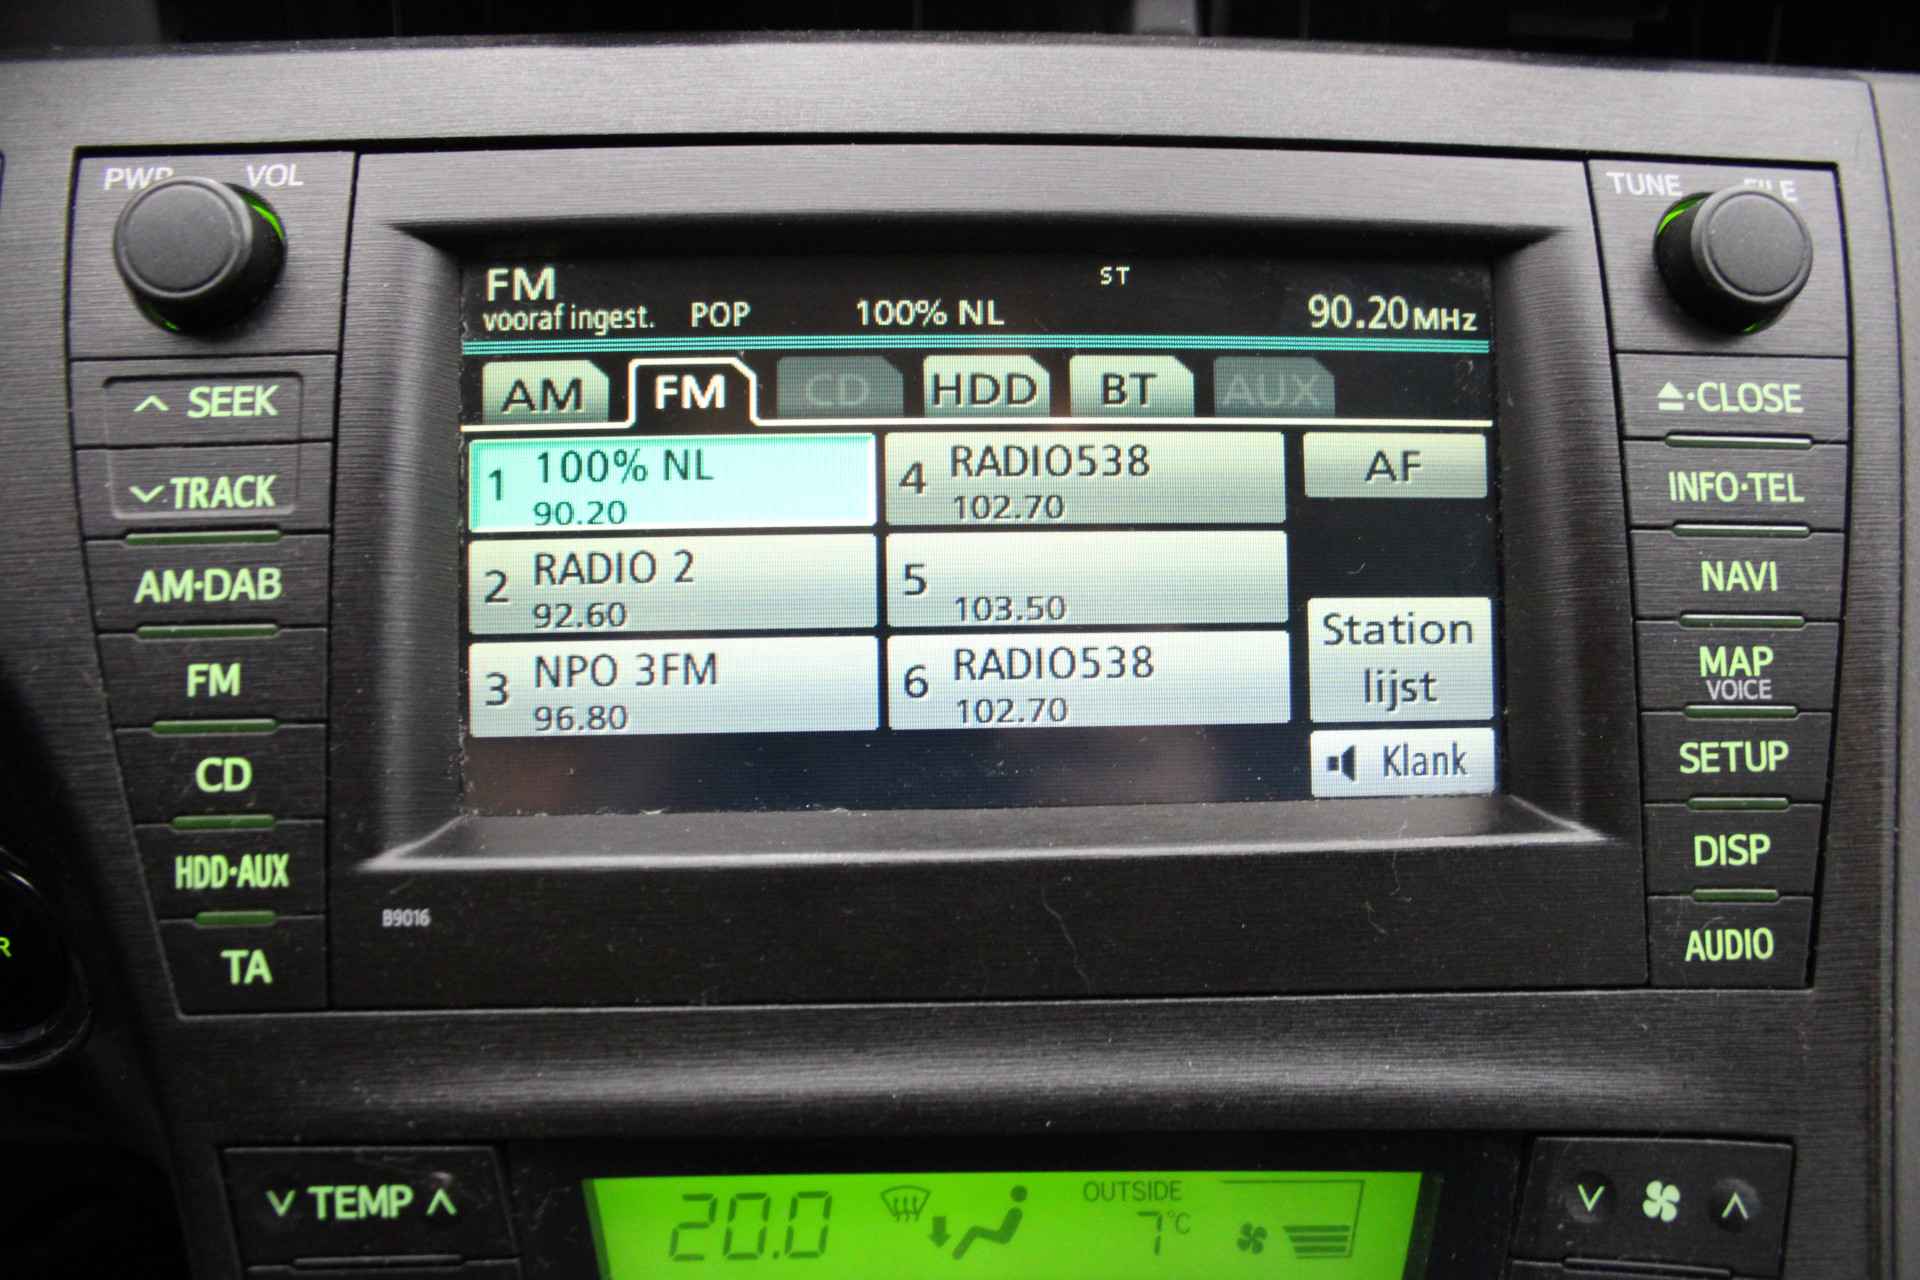 PWR VOL
TUNE FILE
FM
ST
vooraf ingest. POP 100% NL 90.20 MHz
AM FM CD HDD BT AUX
1 100% NL
90.20
2 RADIO 2
92.60
3 NPO 3FM
96.80
4 RADIO538
102.70
5
103.50
6 RADIO538
102.70
AF
Station
lijst
Klank
SEEK
TRACK
AM·DAB
FM
CD
HDD·AUX
TA
CLOSE
INFO·TEL
NAVI
MAP
VOICE
SETUP
DISP
AUDIO
B9016
R
TEMP
20.0
OUTSIDE
7°C